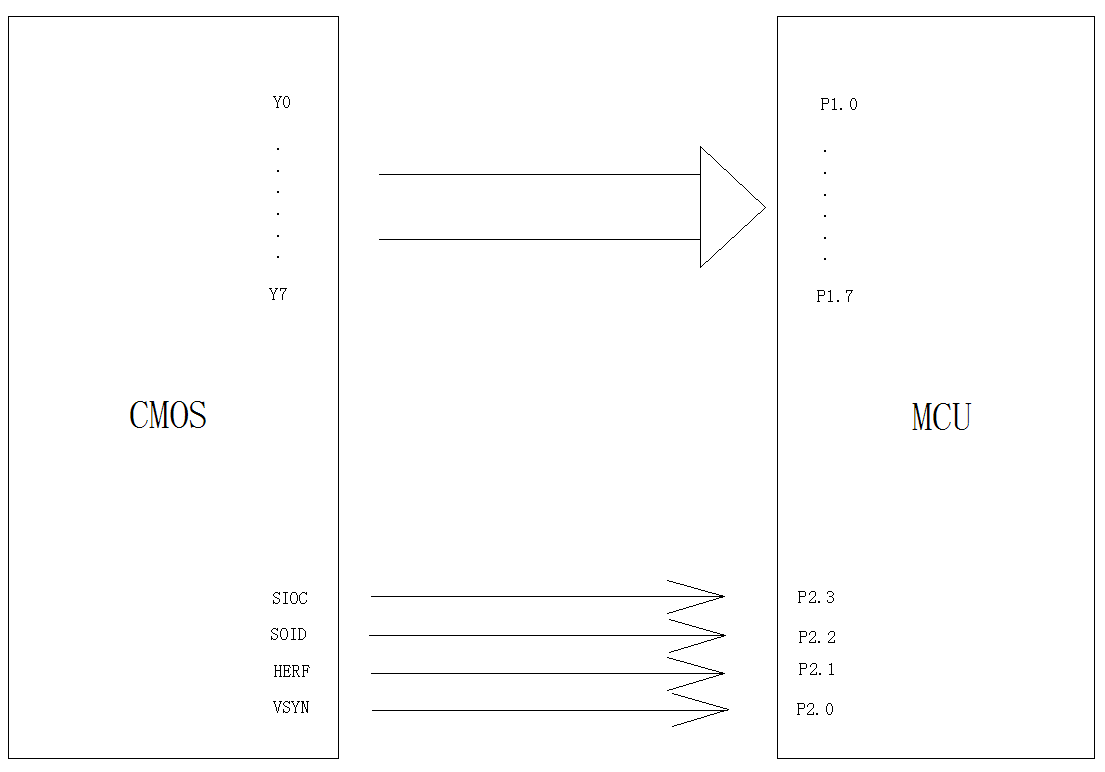 Y0
P1.0
Y7
P1.7
CMOS
MCU
SIOC
P2.3
SOID
P2.2
HERF
P2.1
VSYN
P2.0